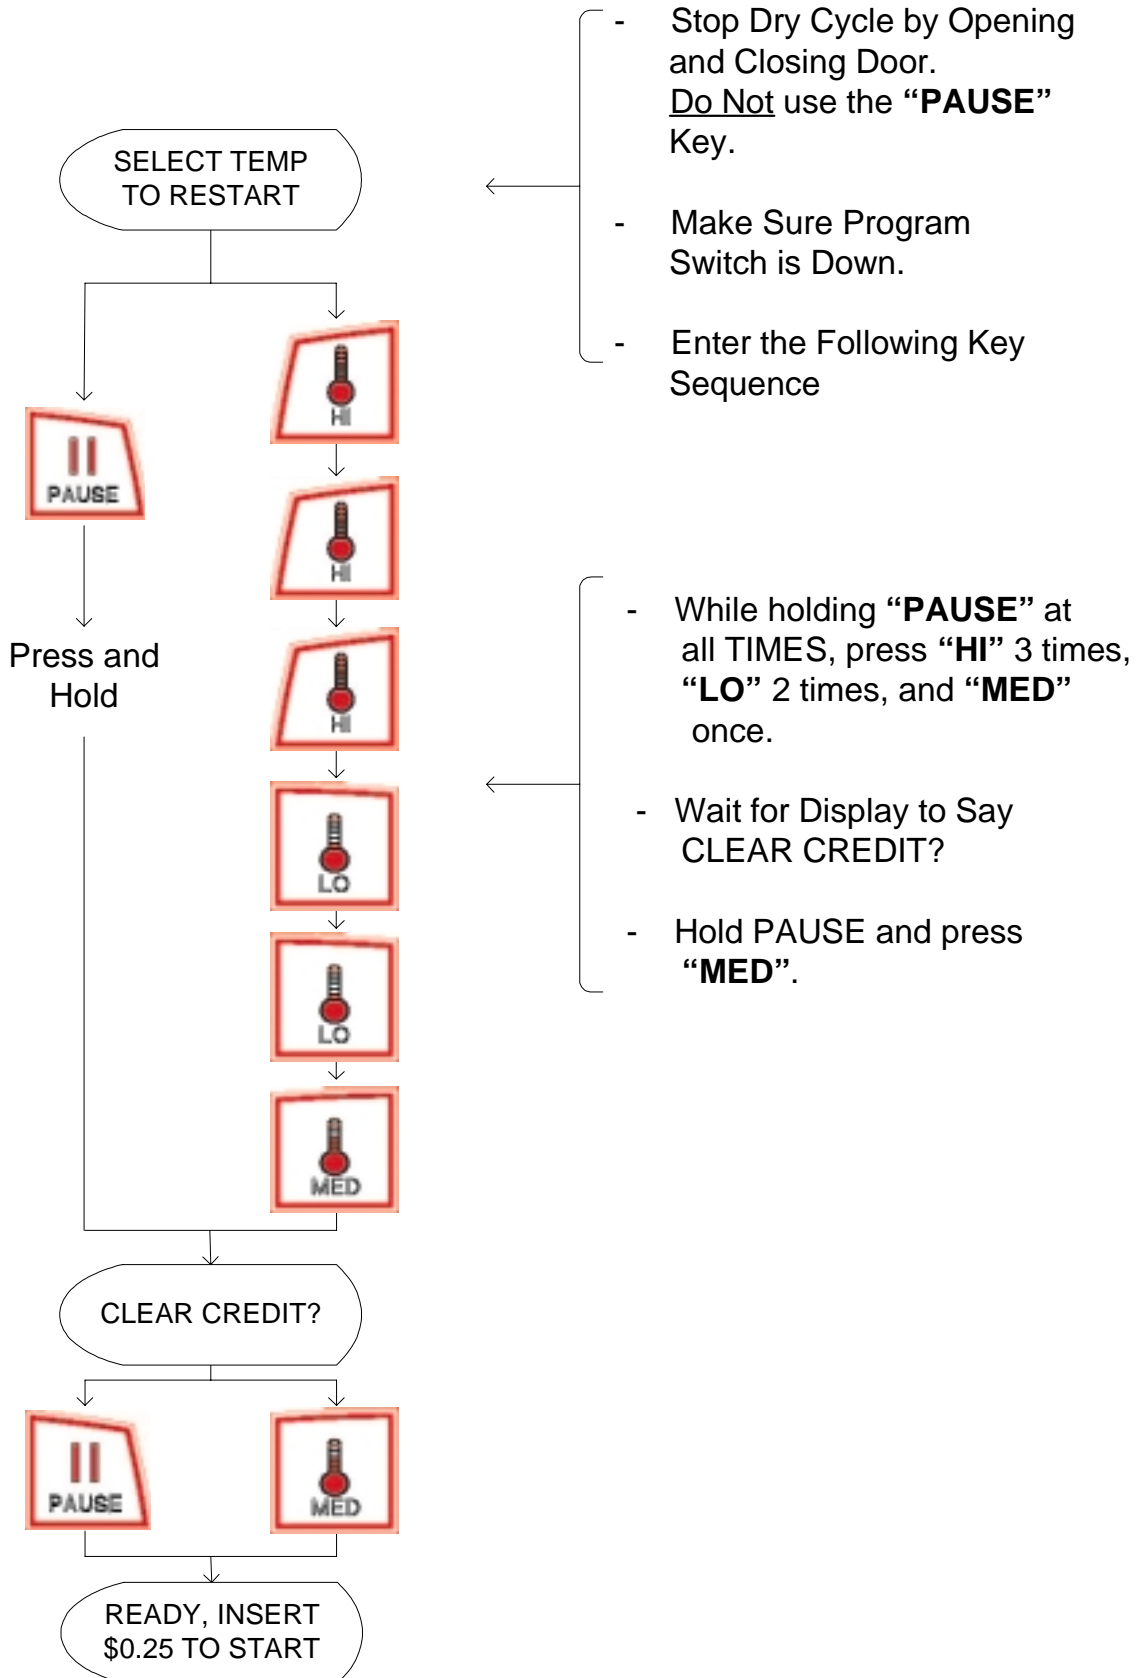 - Stop Dry Cycle by Opening
and Closing Door.
Do Not use the “PAUSE”
Key.
SELECT TEMP
TO RESTART
- Make Sure Program
Switch is Down.
- Enter the Following Key
Sequence
HI
PAUSE
HI
Press and
Hold
HI
- While holding “PAUSE” at
all TIMES, press “HI” 3 times,
“LO” 2 times, and “MED”
once.
- Wait for Display to Say
CLEAR CREDIT?
- Hold PAUSE and press
“MED”.
LO
LO
MED
CLEAR CREDIT?
PAUSE
MED
READY, INSERT
$0.25 TO START